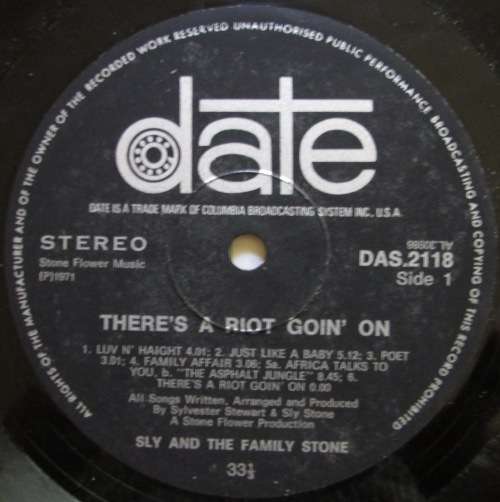 ALL RIGHTS OF THE MANUFACTURER AND OF THE OWNER OF THE RECORDED WORK RESERVED UNAUTHORISED PUBLIC PERFORMANCE BROADCASTING AND COPYING OF THIS RECORD PROHIBITED
date
DATE IS A TRADE MARK OF COLUMBIA BROADCASTING SYSTEM INC. U.S.A.
STEREO
Stone Flower Music
(P)1971
AL.30986
DAS.2118
Side 1
THERE'S A RIOT GOIN' ON
1. LUV N' HAIGHT 4.01; 2. JUST LIKE A BABY 5.12; 3. POET
3.01; 4. FAMILY AFFAIR 3.06; 5a. AFRICA TALKS TO
YOU, b. "THE ASPHALT JUNGLE" 8.45; 6.
THERE'S A RIOT GOIN' ON 0.00
All Songs Written, Arranged and Produced
By Sylvester Stewart & Sly Stone
A Stone Flower Production
SLY AND THE FAMILY STONE
33⅓